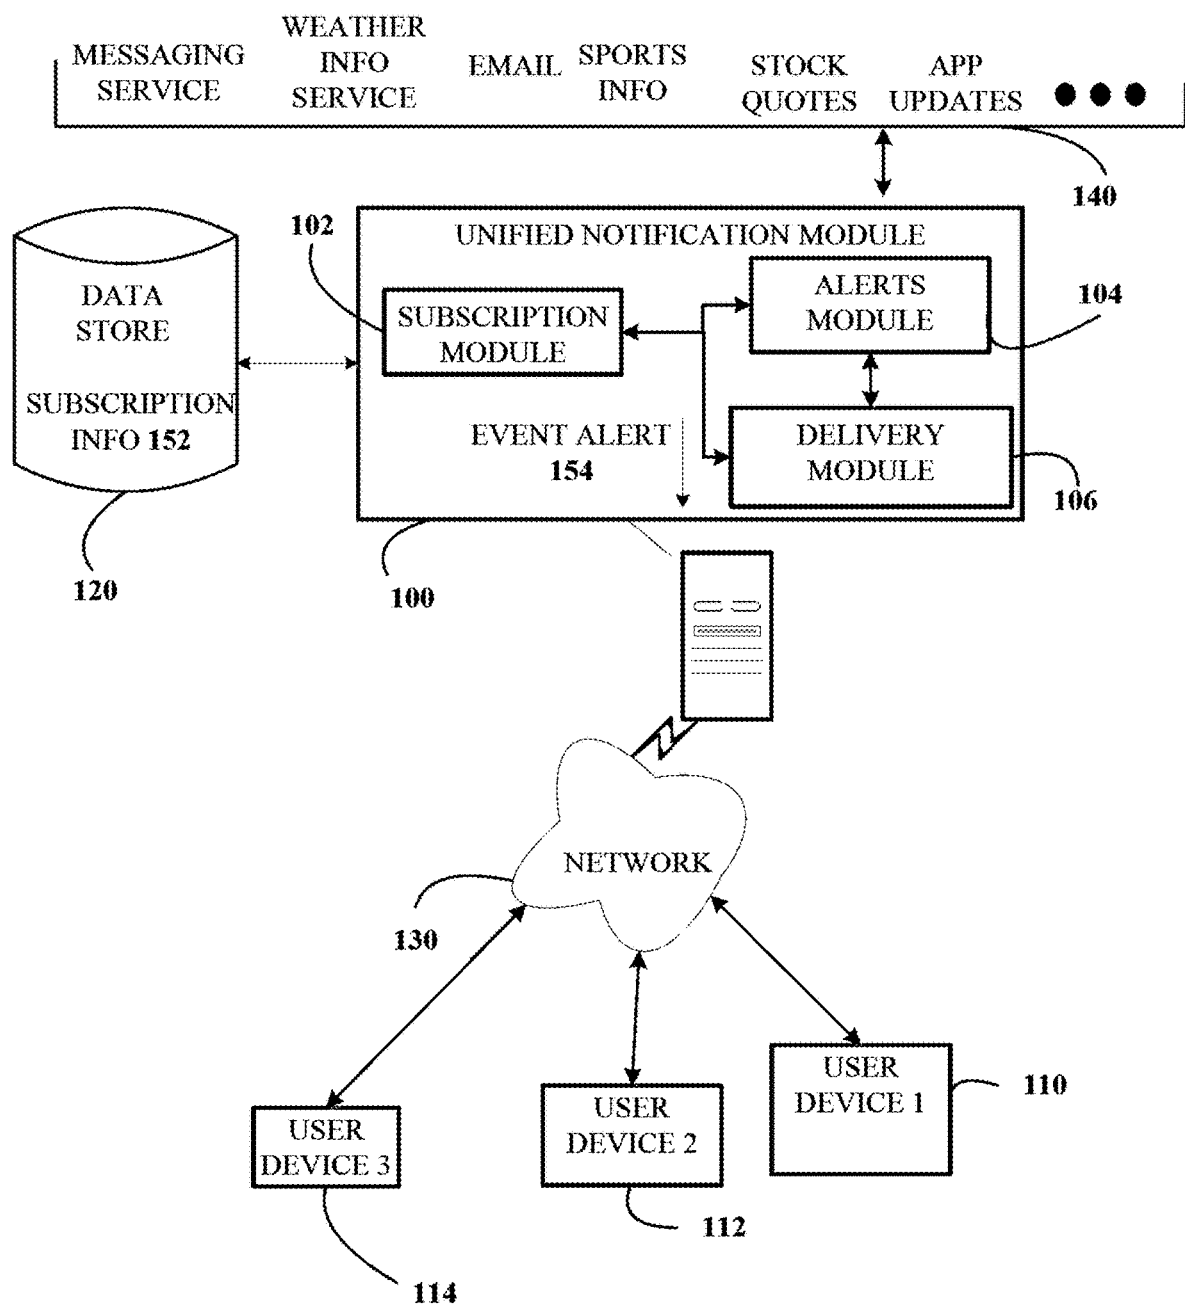 MESSAGING
SERVICE
WEATHER
INFO
SERVICE
EMAIL
SPORTS
INFO
STOCK
QUOTES
APP
UPDATES
140
102
UNIFIED NOTIFICATION MODULE
SUBSCRIPTION
MODULE
ALERTS
MODULE
104
DATA
STORE
SUBSCRIPTION
INFO 152
EVENT ALERT
154
DELIVERY
MODULE
106
120
100
NETWORK
130
USER
DEVICE 1
110
USER
DEVICE 2
112
USER
DEVICE 3
114